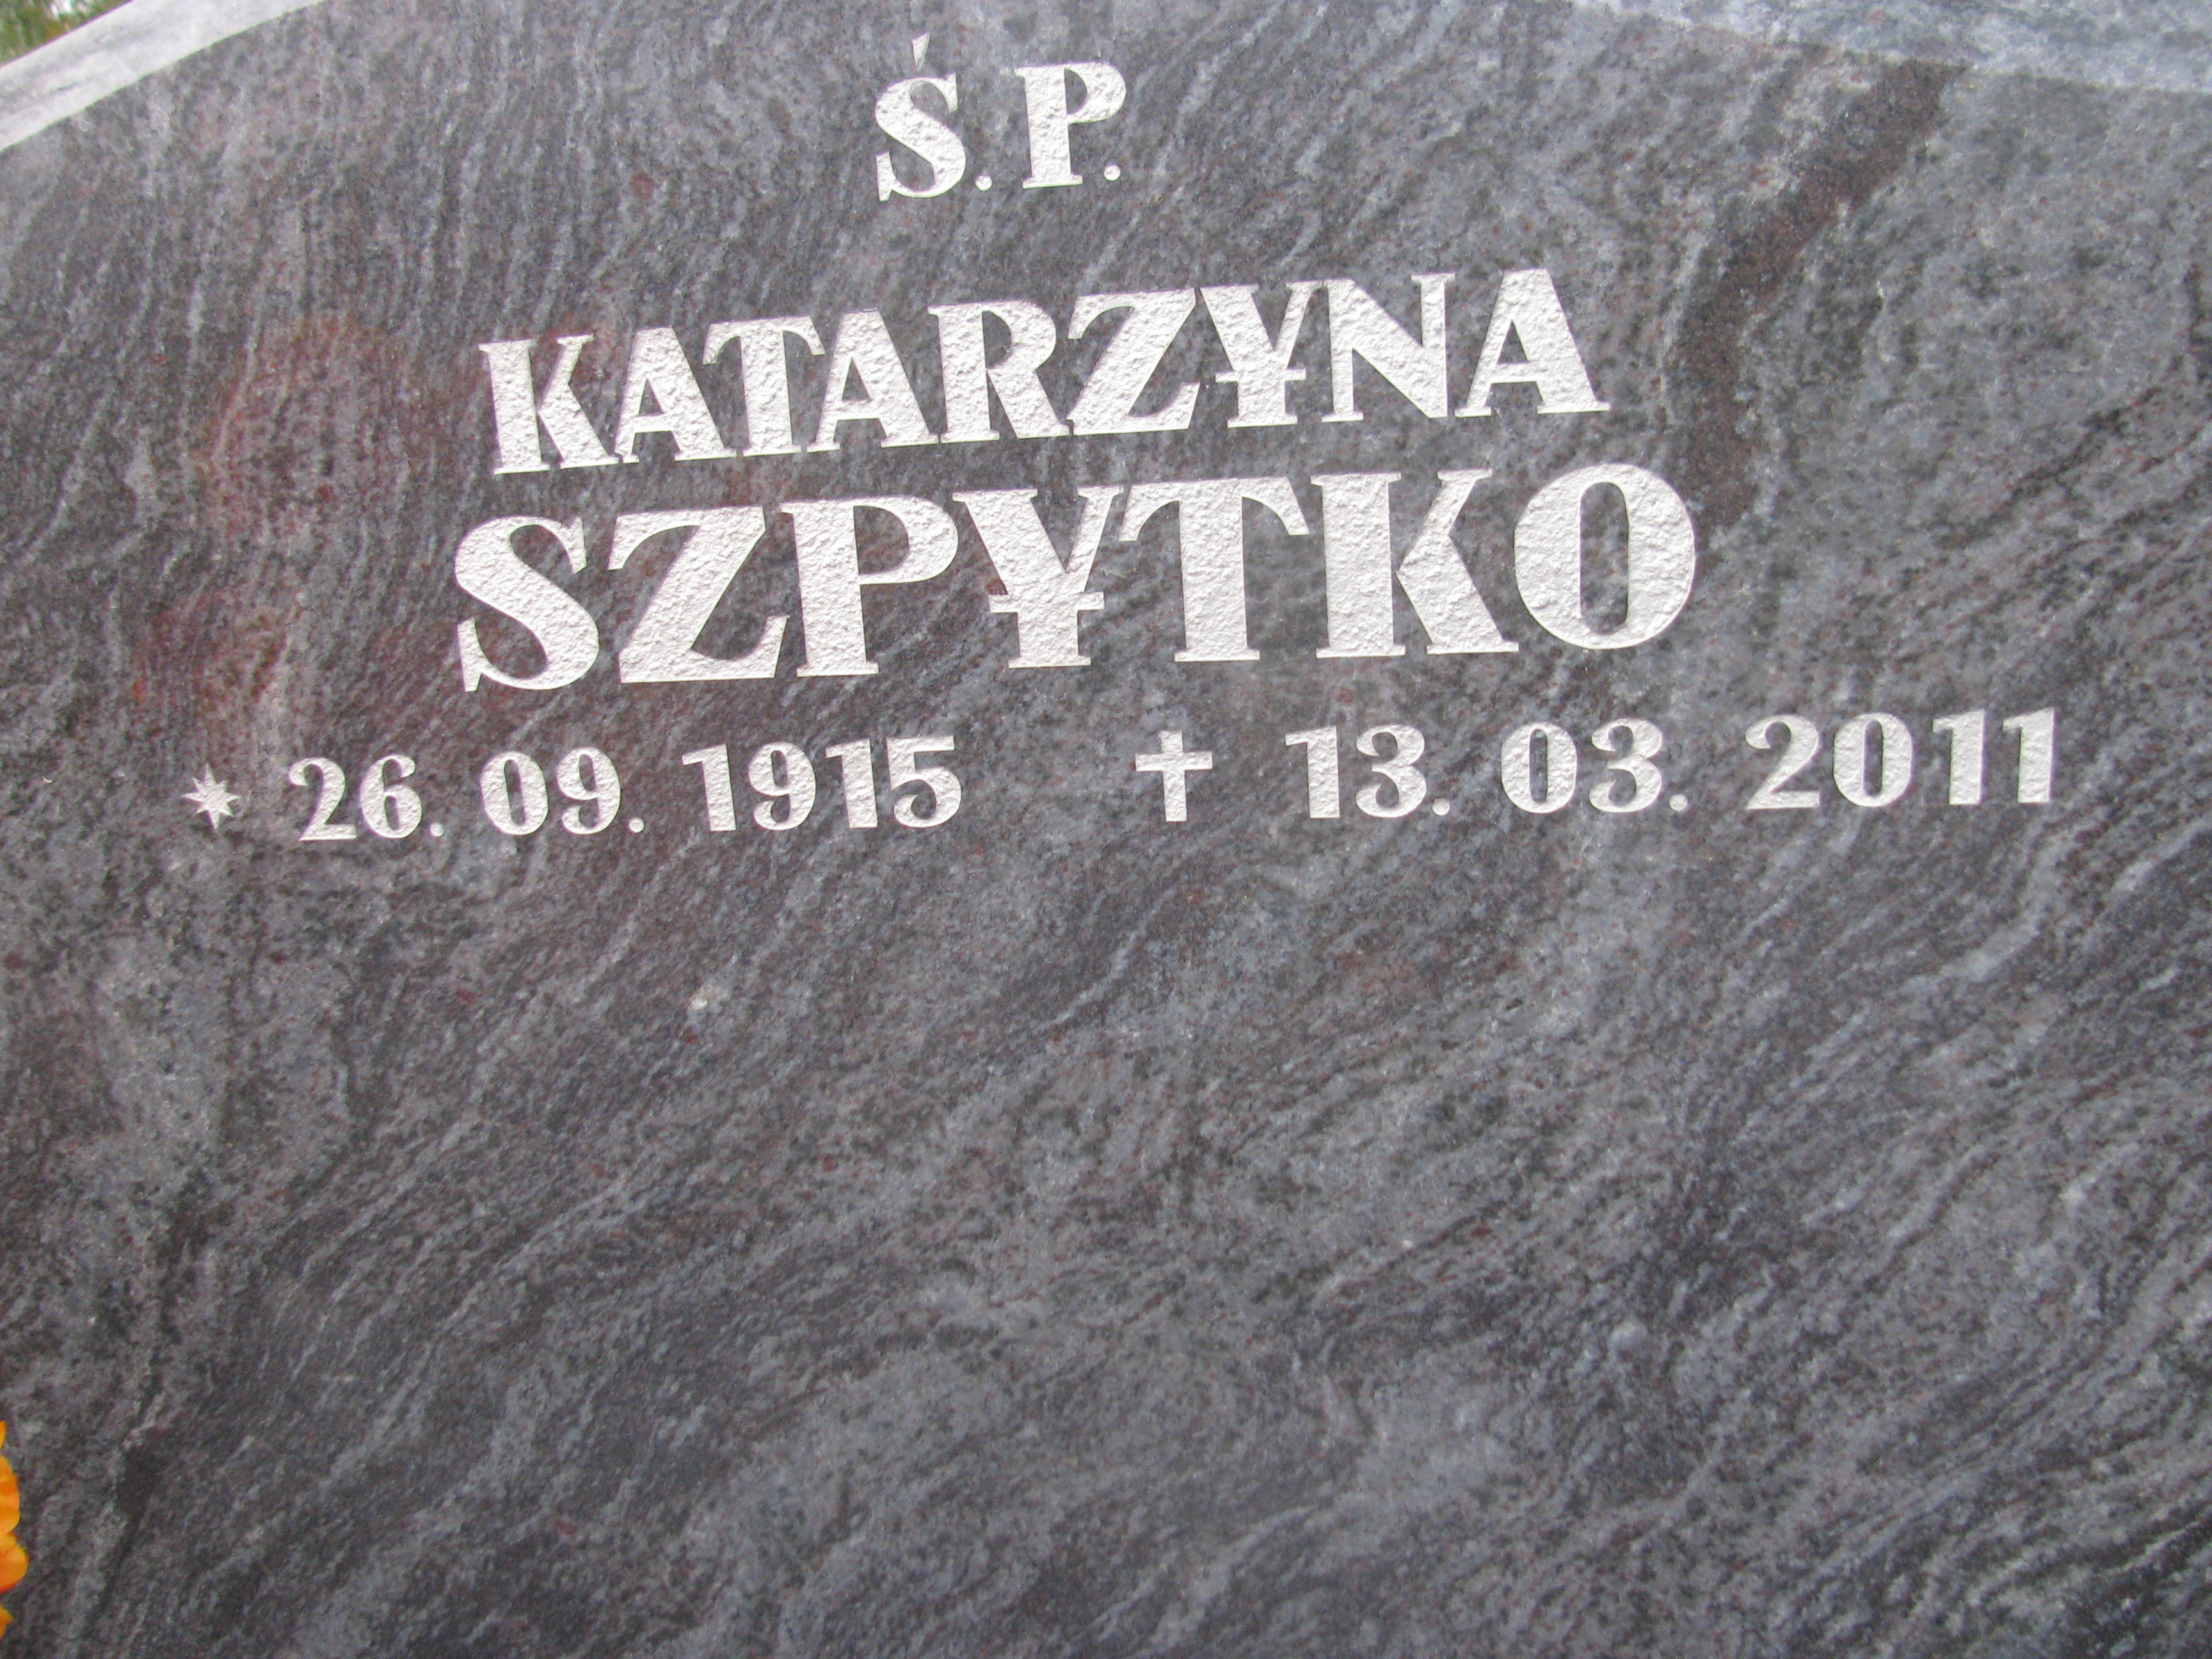 Ś. P.
KATARZYNA
SZPYTKO
* 26. 09. 1915 ✝ 13. 03. 2011